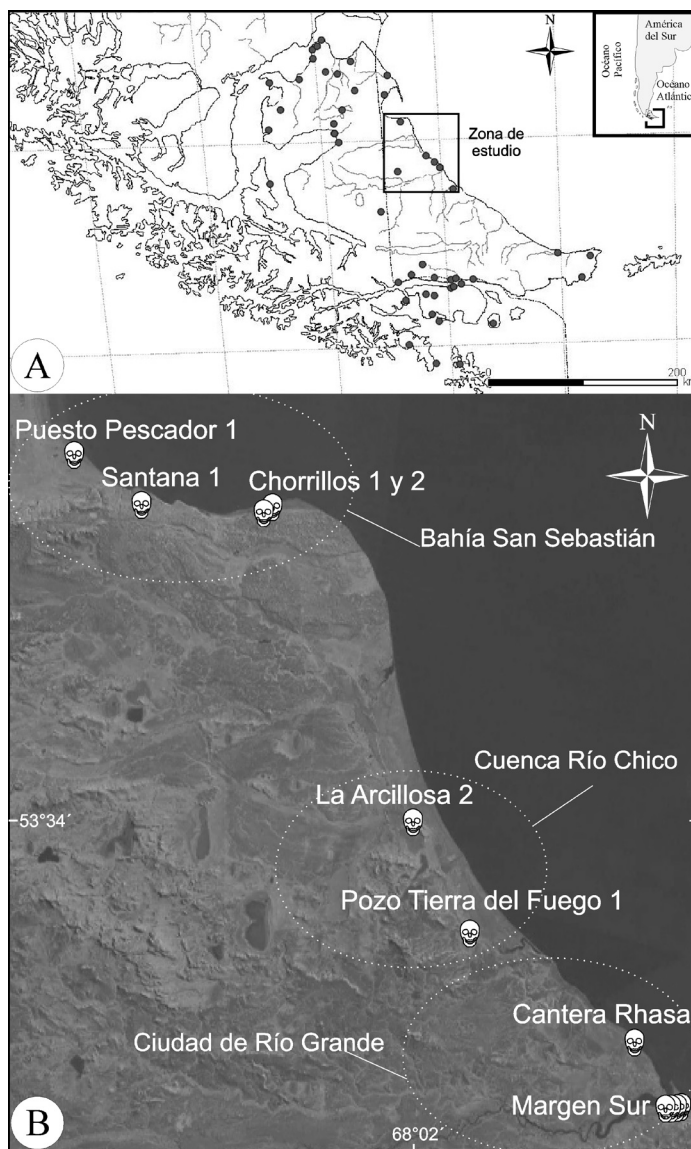 N
América
del Sur
Océano
Pacífico
Océano
Atlántico
Zona de
estudio
A
0
200
km
N
Puesto Pescador 1
Santana 1
Chorrillos 1 y 2
Bahía San Sebastián
Cuenca Río Chico
La Arcillosa 2
53°34´
Pozo Tierra del Fuego 1
Cantera Rhasa
Ciudad de Río Grande
Margen Sur
B
68°02´